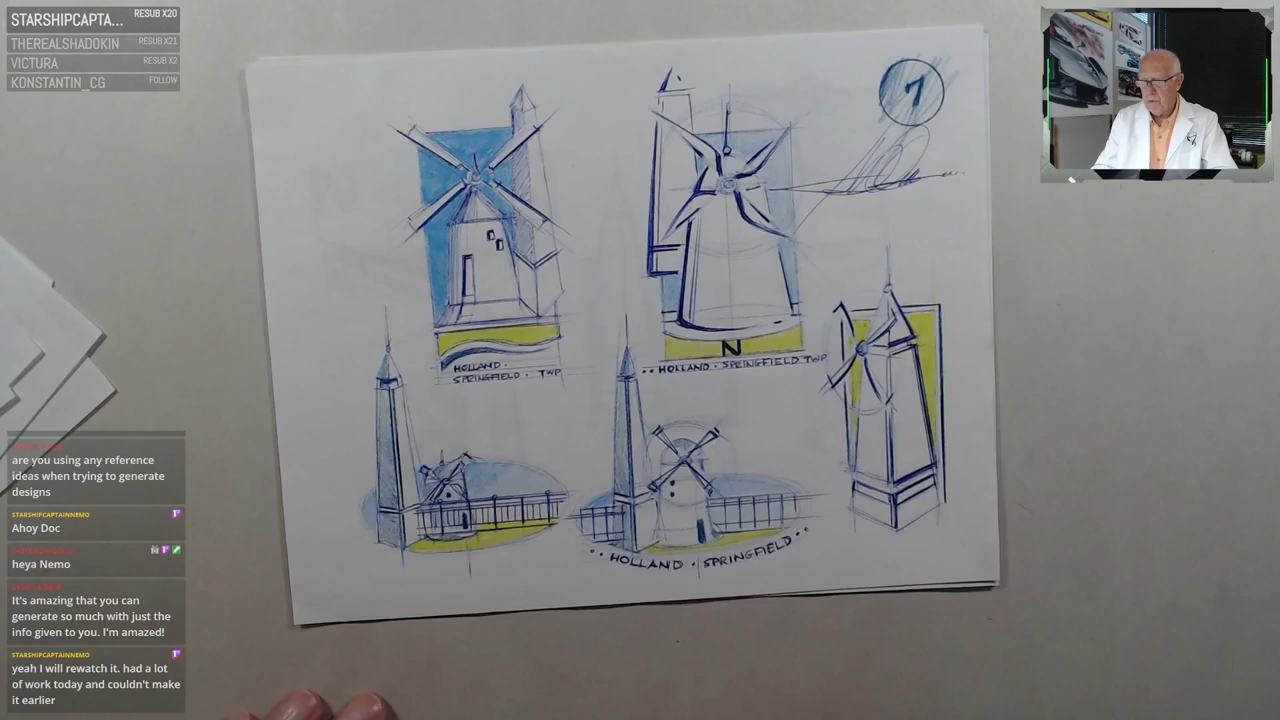 STARSHIPCAPTA... RESUB X20
THEREALSHADOKIN RESUB X21
VICTURA RESUB X2
KONSTANTIN_CG FOLLOW
7
HOLLAND ·
SPRINGFIELD · TWP
N
·· HOLLAND · SPRINGFIELD TWP
·· HOLLAND · SPRINGFIELD ··
are you using any reference
ideas when trying to generate
designs
STARSHIPCAPTAINNEMO
Ahoy Doc
heya Nemo
It's amazing that you can
generate so much with just the
info given to you. I'm amazed!
STARSHIPCAPTAINNEMO
yeah I will rewatch it. had a lot
of work today and couldn't make
it earlier